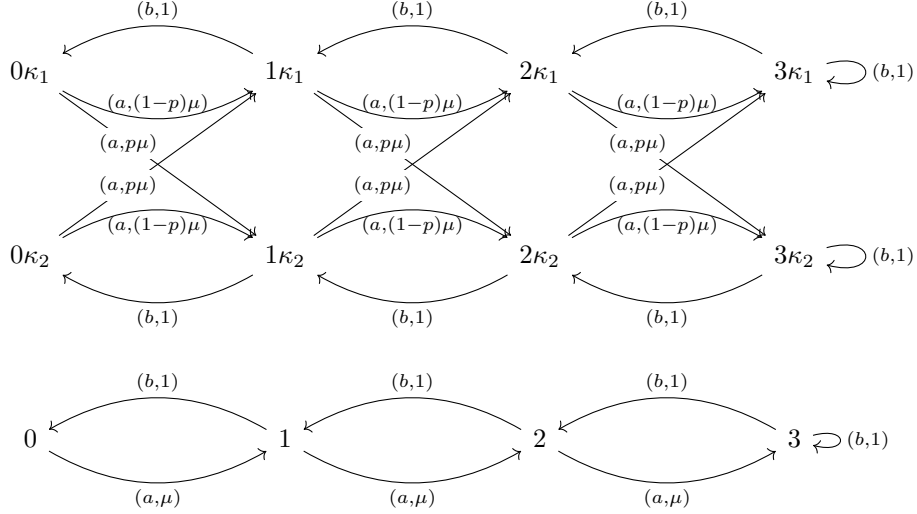 (b,1) (b,1) (b,1)
0κ₁ 1κ₁ 2κ₁ 3κ₁ (b,1)
(a,(1−p)μ) (a,(1−p)μ) (a,(1−p)μ)
(a,pμ) (a,pμ) (a,pμ)
(a,pμ) (a,pμ) (a,pμ)
(a,(1−p)μ) (a,(1−p)μ) (a,(1−p)μ)
0κ₂ 1κ₂ 2κ₂ 3κ₂ (b,1)
(b,1) (b,1) (b,1)
(b,1) (b,1) (b,1)
0 1 2 3 (b,1)
(a,μ) (a,μ) (a,μ)